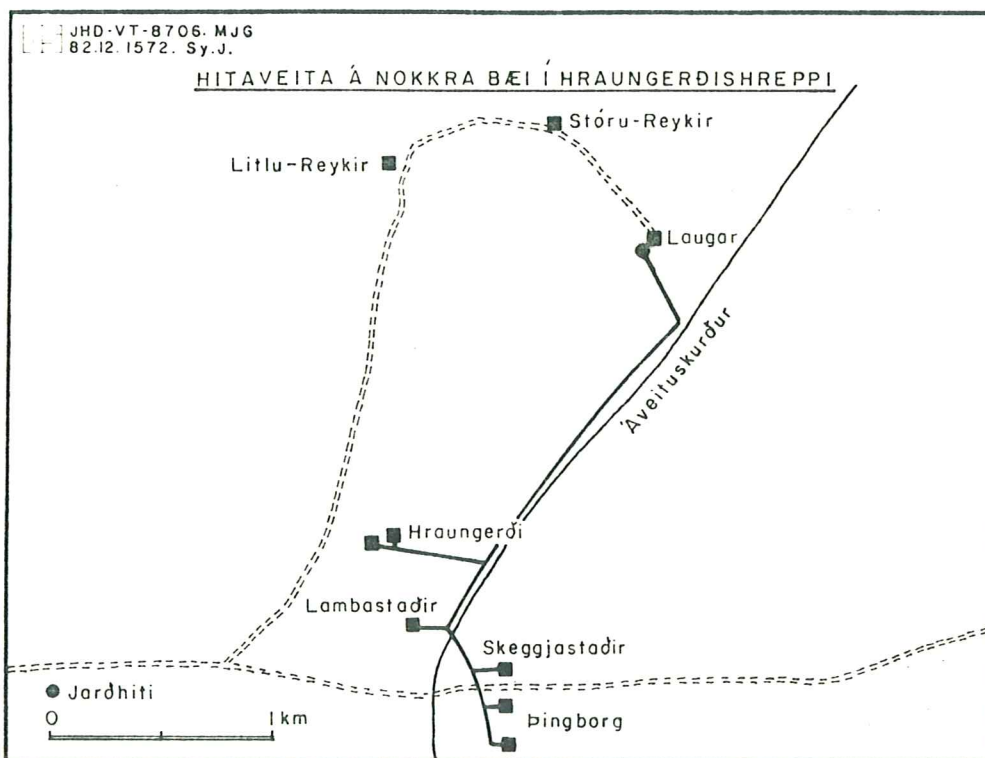 JHD-VT-8706. MJG
82.12.1572. Sy.J.
HITAVEITA Á NOKKRA BÆI Í HRAUNGERÐISHREPPI
Stóru-Reykir
Litlu-Reykir
Laugar
Áveituskurður
Hraungerði
Lambastaðir
Skeggjastaðir
Jarðhiti
Þingborg
0 1 km